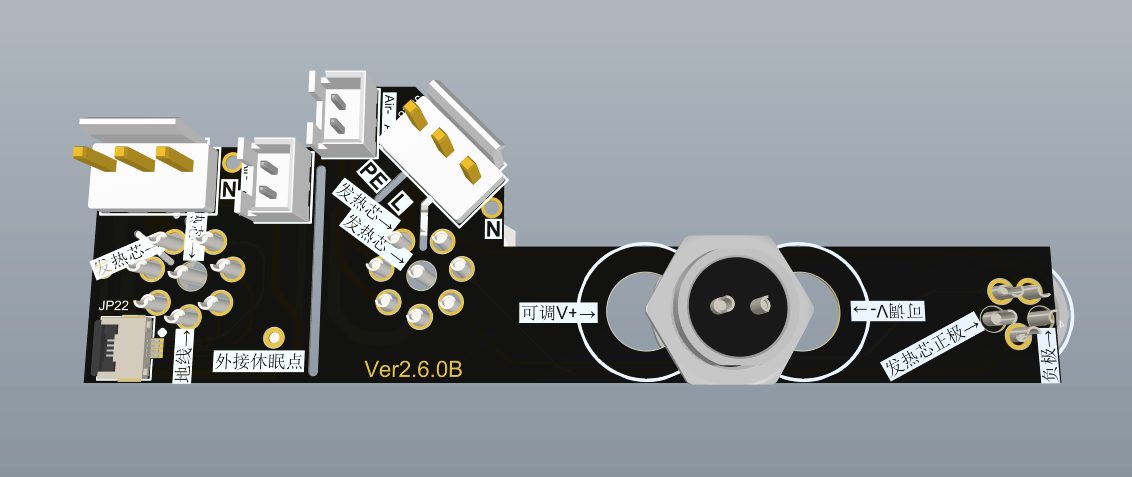 Air-
PE
L
N
发热芯→
发热芯→
N
发热芯→
JP22
地线→
外接休眠点
Ver2.6.0B
可调V+→
可调V-→
发热芯正极→
负极→